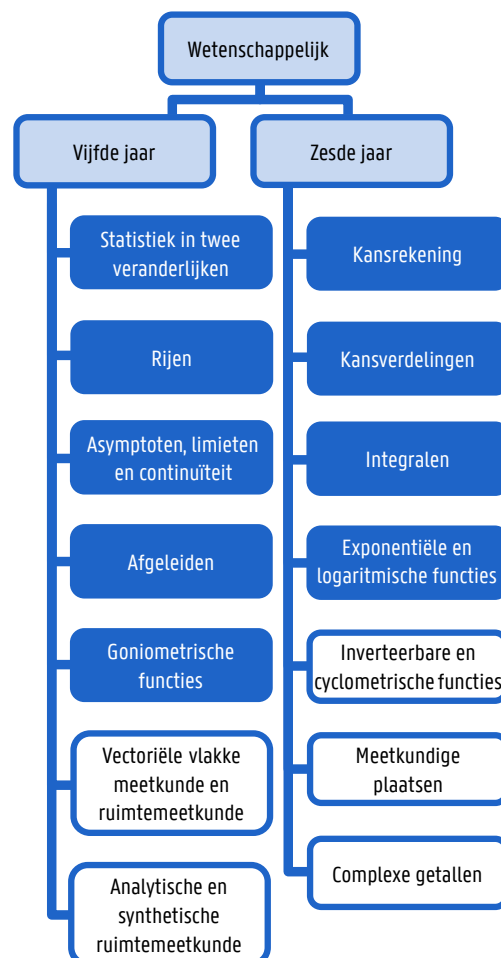 Wetenschappelijk
Vijfde jaar
Statistiek in twee
veranderlijken
Rijen
Asymptoten, limieten
en continuïteit
Afgeleiden
Goniometrische
functies
Vectoriële vlakke
meetkunde en
ruimtemeetkunde
Analytische en
synthetische
ruimtemeetkunde
Zesde jaar
Kansrekening
Kansverdelingen
Integralen
Exponentiële en
logaritmische functies
Inverteerbare en
cyclometrische functies
Meetkundige
plaatsen
Complexe getallen